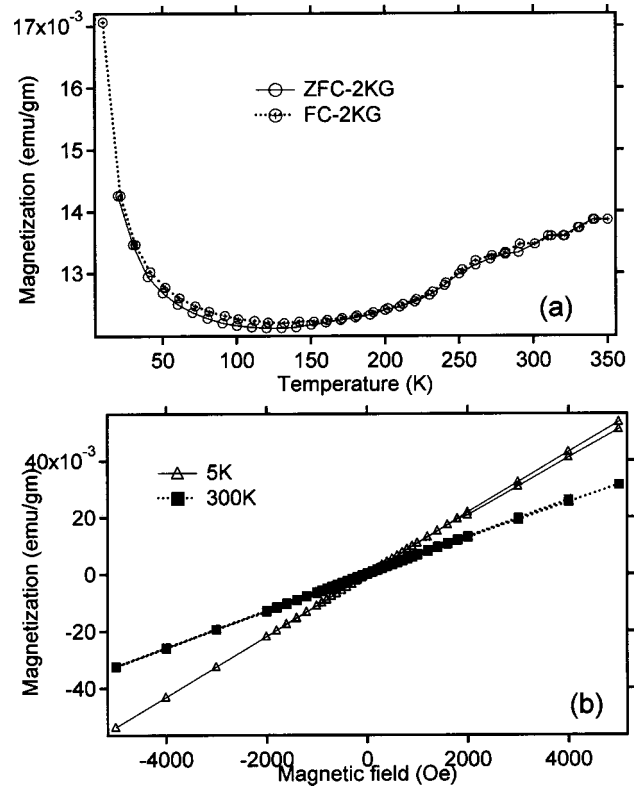 17x10⁻³
16
15
14
13
Magnetization (emu/gm)
ZFC-2KG
FC-2KG
(a)
50 100 150 200 250 300 350
Temperature (K)
40x10⁻³
20
0
-20
-40
Magnetization (emu/gm)
5K
300K
(b)
-4000 -2000 0 2000 4000
Magnetic field (Oe)